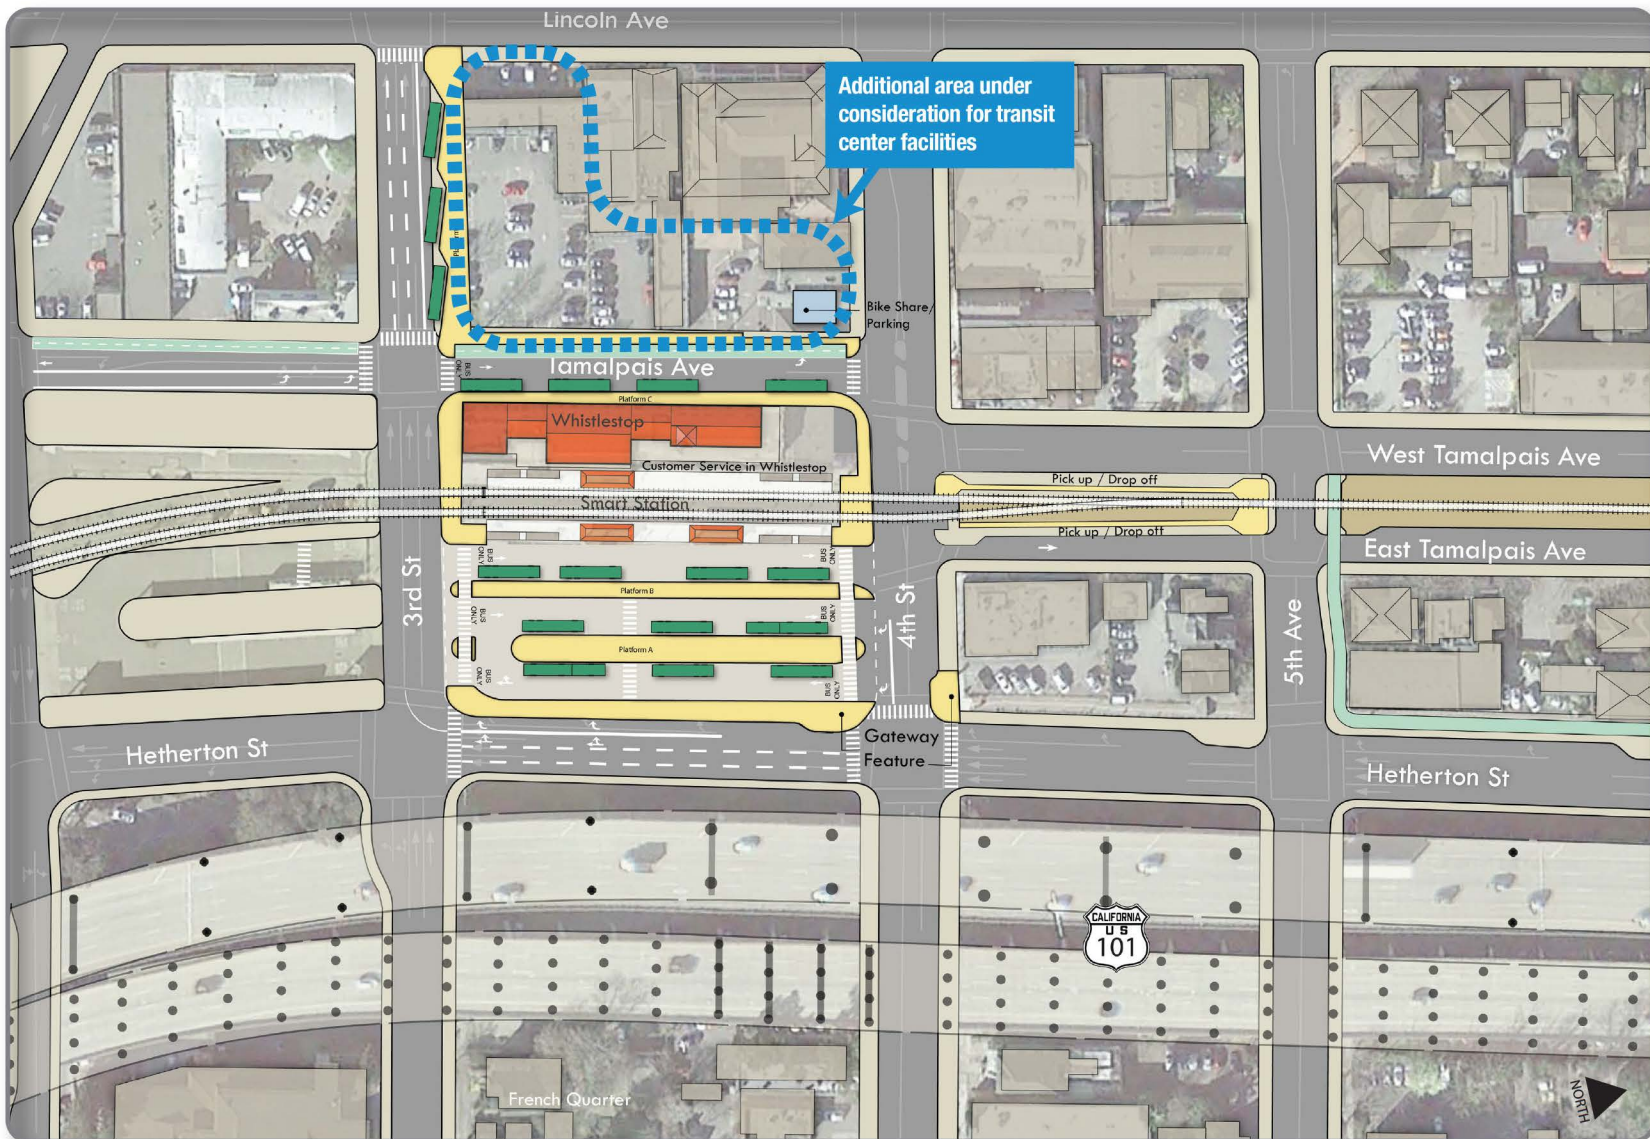 Lincoln Ave
Additional area under
consideration for transit
center facilities
Bike Share/
Parking
Tamalpais Ave
BUS
ONLY
Platform C
Whistlestop
Customer Service in Whistlestop
Smart Station
West Tamalpais Ave
Pick up / Drop off
Pick up / Drop off
East Tamalpais Ave
BUS
ONLY
BUS
ONLY
Platform B
BUS
ONLY
BUS
ONLY
Platform A
BUS
ONLY
BUS
ONLY
3rd St
4th St
5th Ave
Gateway
Feature
Hetherton St
Hetherton St
CALIFORNIA
US
101
French Quarter
NORTH